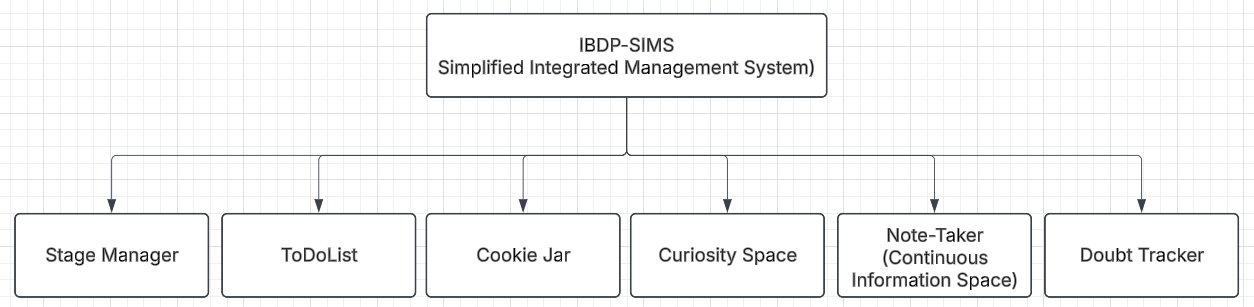 IBDP-SIMS
Simplified Integrated Management System)
Stage Manager
ToDoList
Cookie Jar
Curiosity Space
Note-Taker
(Continuous
Information Space)
Doubt Tracker